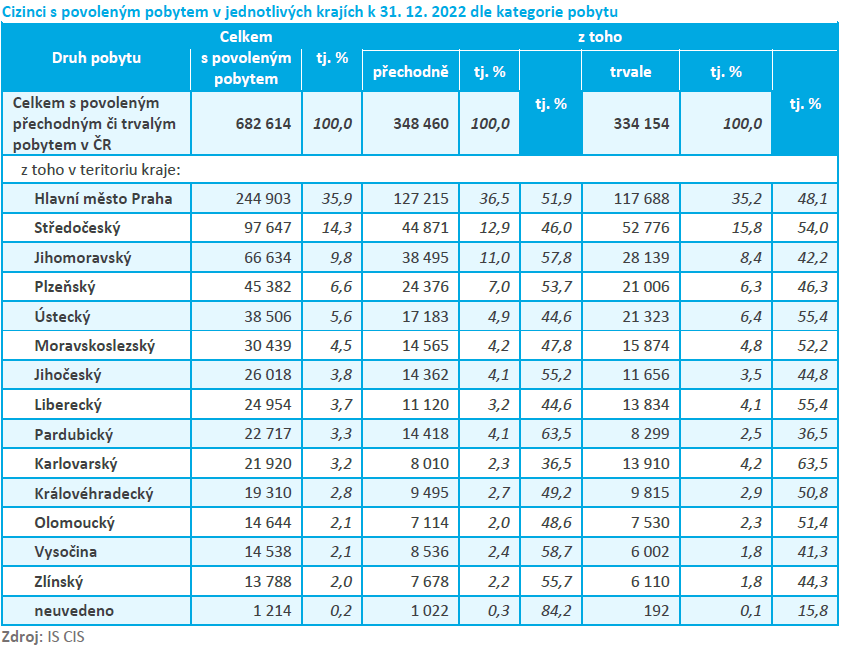 Cizinci s povoleným pobytem v jednotlivých krajích k 31. 12. 2022 dle kategorie pobytu
Druh pobytu Celkem s povoleným pobytem tj. % z toho
přechodně tj. % tj. % trvale tj. % tj. %
Celkem s povoleným přechodným či trvalým pobytem v ČR 682 614 100,0 348 460 100,0 334 154 100,0
z toho v teritoriu kraje:
Hlavní město Praha 244 903 35,9 127 215 36,5 51,9 117 688 35,2 48,1
Středočeský 97 647 14,3 44 871 12,9 46,0 52 776 15,8 54,0
Jihomoravský 66 634 9,8 38 495 11,0 57,8 28 139 8,4 42,2
Plzeňský 45 382 6,6 24 376 7,0 53,7 21 006 6,3 46,3
Ústecký 38 506 5,6 17 183 4,9 44,6 21 323 6,4 55,4
Moravskoslezský 30 439 4,5 14 565 4,2 47,8 15 874 4,8 52,2
Jihočeský 26 018 3,8 14 362 4,1 55,2 11 656 3,5 44,8
Liberecký 24 954 3,7 11 120 3,2 44,6 13 834 4,1 55,4
Pardubický 22 717 3,3 14 418 4,1 63,5 8 299 2,5 36,5
Karlovarský 21 920 3,2 8 010 2,3 36,5 13 910 4,2 63,5
Královéhradecký 19 310 2,8 9 495 2,7 49,2 9 815 2,9 50,8
Olomoucký 14 644 2,1 7 114 2,0 48,6 7 530 2,3 51,4
Vysočina 14 538 2,1 8 536 2,4 58,7 6 002 1,8 41,3
Zlínský 13 788 2,0 7 678 2,2 55,7 6 110 1,8 44,3
neuvedeno 1 214 0,2 1 022 0,3 84,2 192 0,1 15,8
Zdroj: IS CIS